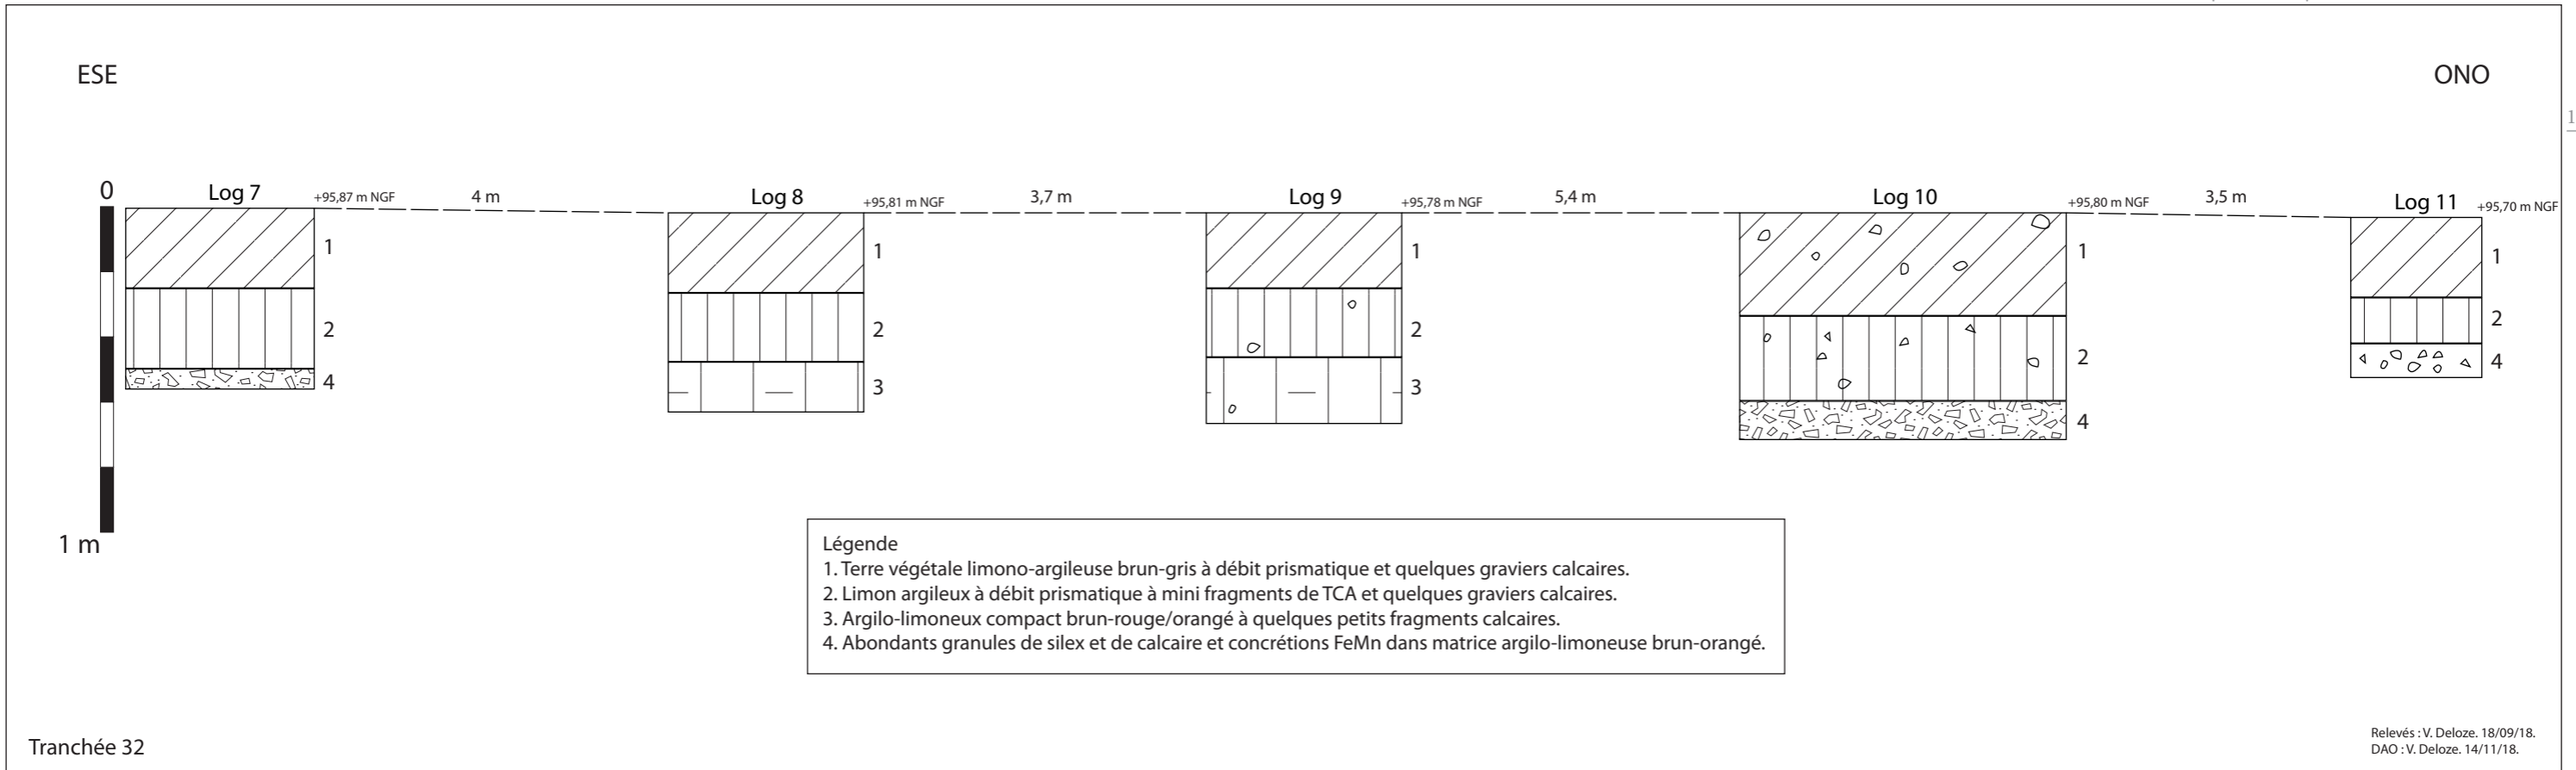 ESE
ONO
1
0
Log 7
+95,87 m NGF
4 m
Log 8
+95,81 m NGF
3,7 m
Log 9
+95,78 m NGF
5,4 m
Log 10
+95,80 m NGF
3,5 m
Log 11
+95,70 m NGF
1
2
4
1
2
3
1
2
3
1
2
4
1
2
4
1 m
Légende
1. Terre végétale limono-argileuse brun-gris à débit prismatique et quelques graviers calcaires.
2. Limon argileux à débit prismatique à mini fragments de TCA et quelques graviers calcaires.
3. Argilo-limoneux compact brun-rouge/orangé à quelques petits fragments calcaires.
4. Abondants granules de silex et de calcaire et concrétions FeMn dans matrice argilo-limoneuse brun-orangé.
Tranchée 32
Relevés : V. Deloze. 18/09/18.
DAO : V. Deloze. 14/11/18.